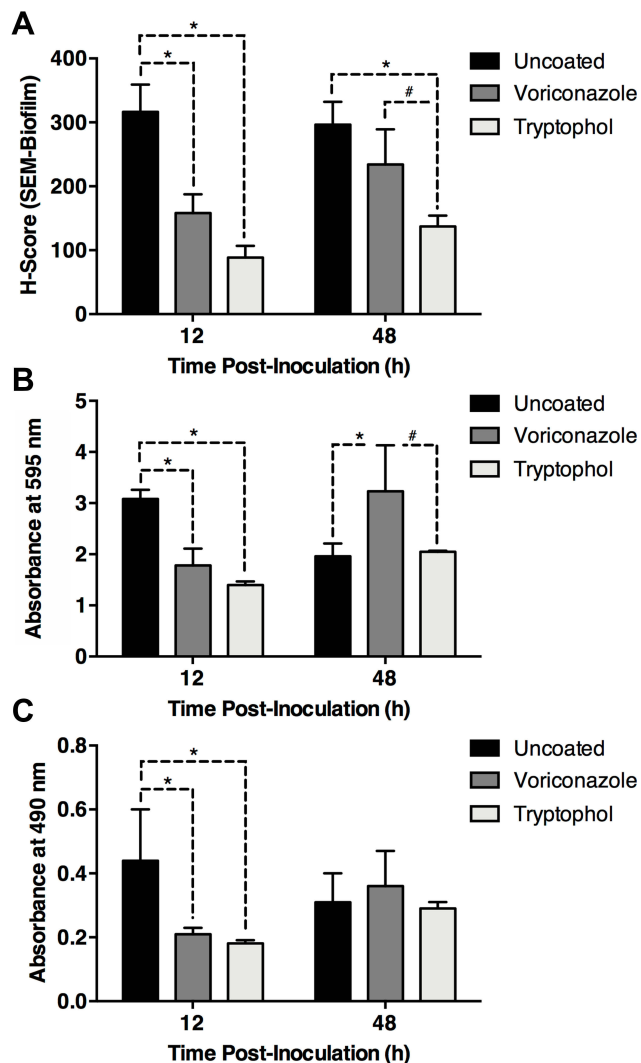 A
H-Score (SEM-Biofilm)
400
300
200
100
0
*
*
*
#
12
48
Time Post-Inoculation (h)
Uncoated
Voriconazole
Tryptophol
B
Absorbance at 595 nm
5
4
3
2
1
0
*
*
*
#
12
48
Time Post-Inoculation (h)
Uncoated
Voriconazole
Tryptophol
C
Absorbance at 490 nm
0.8
0.6
0.4
0.2
0.0
*
*
12
48
Time Post-Inoculation (h)
Uncoated
Voriconazole
Tryptophol